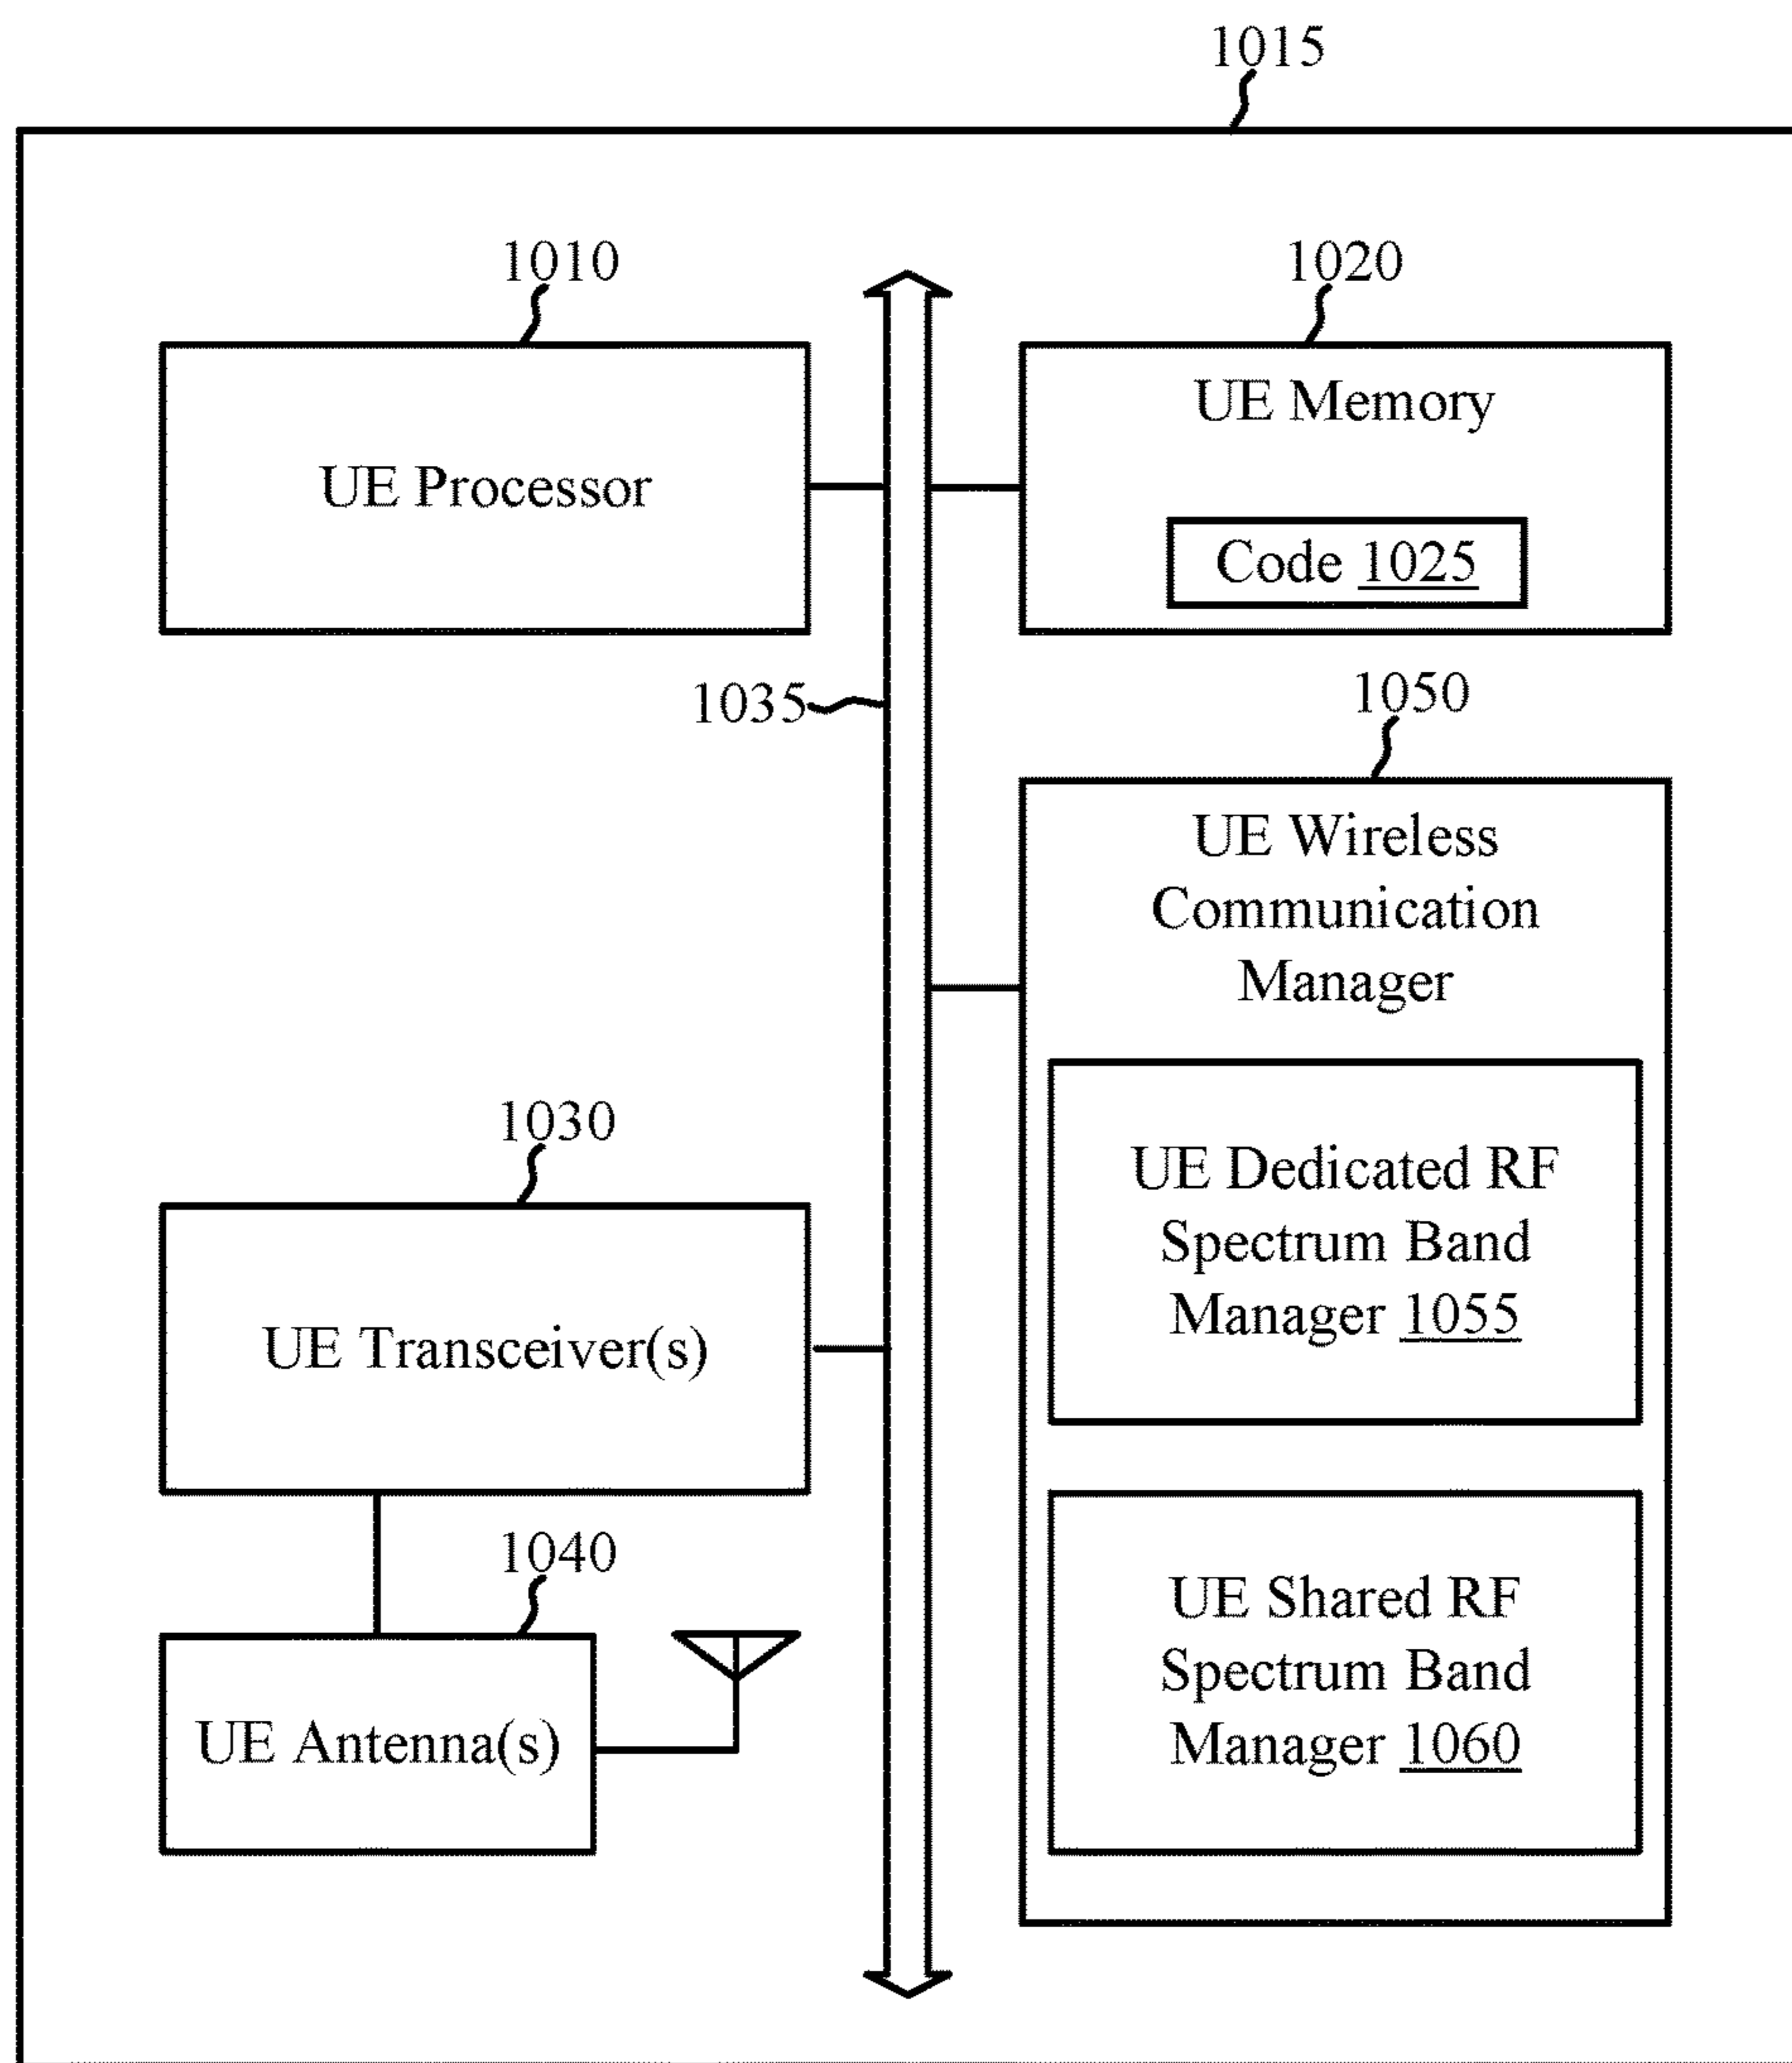 1015
1010
1020
UE Processor
UE Memory
Code 1025
1035
1050
UE Wireless
Communication
Manager
1030
UE Dedicated RF
Spectrum Band
Manager 1055
UE Transceiver(s)
1040
UE Shared RF
Spectrum Band
Manager 1060
UE Antenna(s)